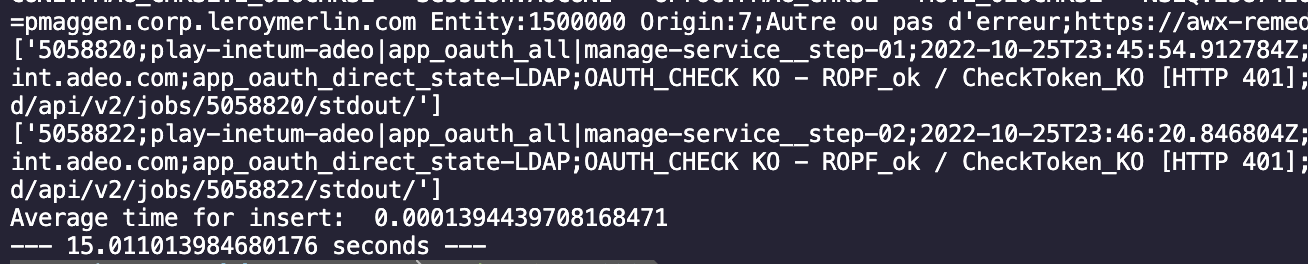 =pmaggen.corp.leroymerlin.com Entity:1500000 Origin:7;Autre ou pas d'erreur;https://awx-remed
['5058820;play-inetum-adeo|app_oauth_all|manage-service__step-01;2022-10-25T23:45:54.912784Z;
int.adeo.com;app_oauth_direct_state-LDAP;OAUTH_CHECK KO - ROPF_ok / CheckToken_KO [HTTP 401];
d/api/v2/jobs/5058820/stdout/']
['5058822;play-inetum-adeo|app_oauth_all|manage-service__step-02;2022-10-25T23:46:20.846804Z;
int.adeo.com;app_oauth_direct_state-LDAP;OAUTH_CHECK KO - ROPF_ok / CheckToken_KO [HTTP 401];
d/api/v2/jobs/5058822/stdout/']
Average time for insert:  0.0001394439708168471
--- 15.011013984680176 seconds ---